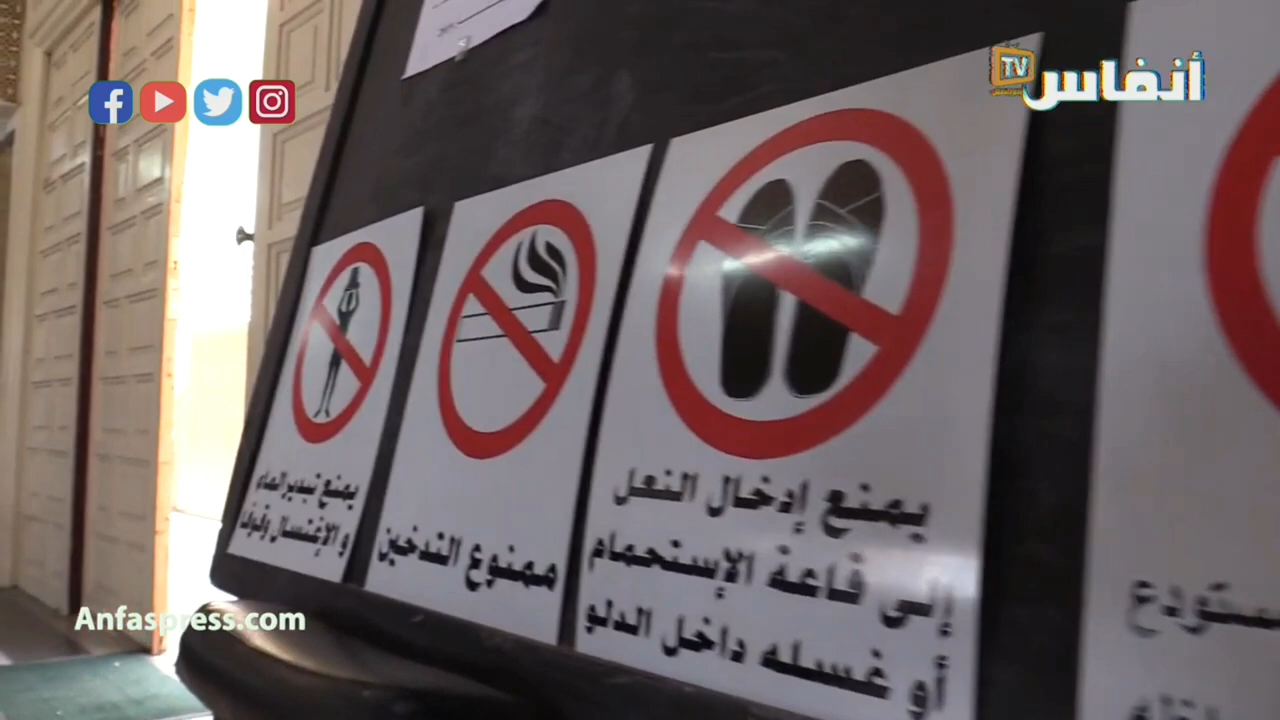 TV أنفاس
يمنع إدخال النعل
إلى قاعة الإستحمام
أو غسله داخل الدلو
ممنوع التدخين
يمنع تبذير الماء
و الإغتسال وقوفا
Anfaspress.com